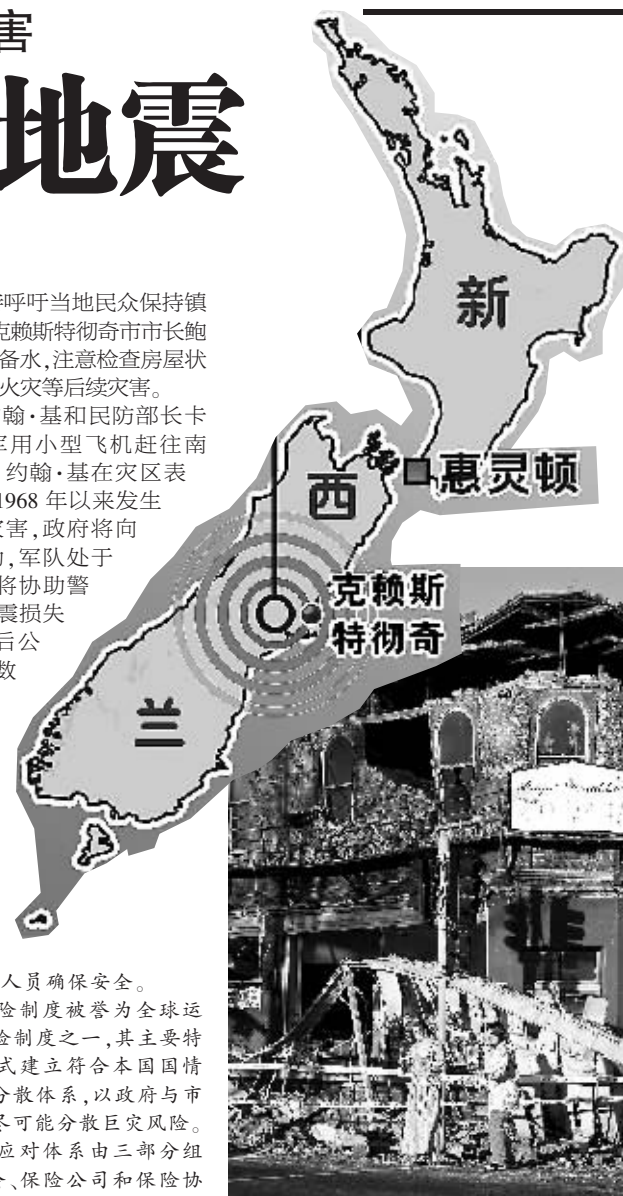 害
地震
呼吁当地民众保持镇
克赖斯特彻奇市市长鲍
备水,注意检查房屋状
火灾等后续灾害。
翰·基和民防部长卡
军用小型飞机赶往南
约翰·基在灾区表
1968 年以来发生
灾害,政府将向
,军队处于
将协助警
震损失
后公
数
新
西
兰
惠灵顿
克赖斯
特彻奇
人员确保安全。
险制度被誉为全球运
险制度之一,其主要特
式建立符合本国国情
分散体系,以政府与市
尽可能分散巨灾风险。
应对体系由三部分组
、保险公司和保险协